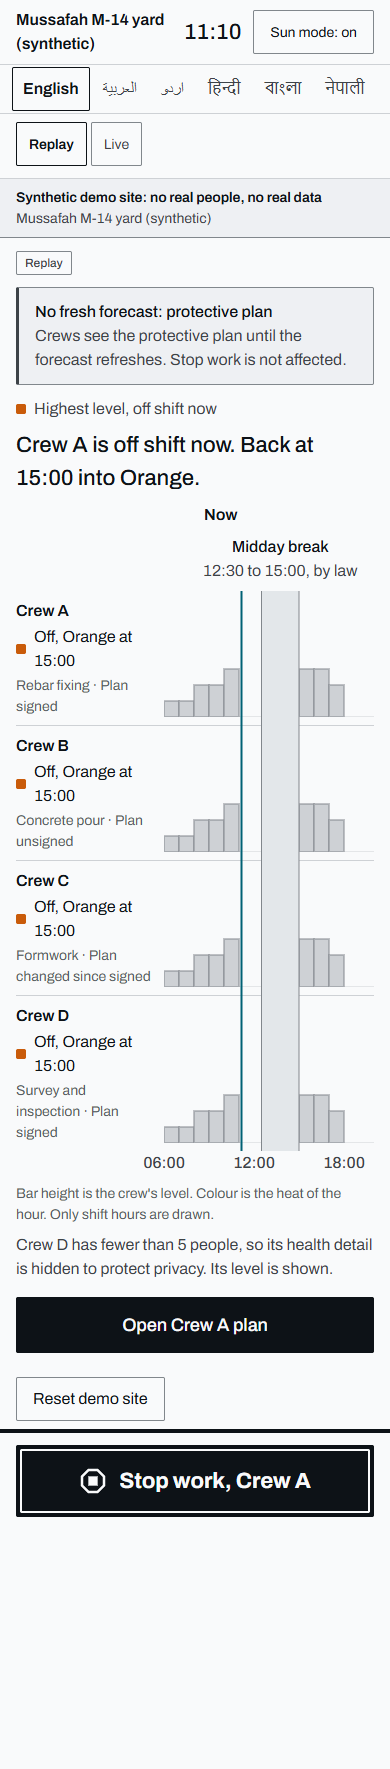 Mussafah M-14 yard
(synthetic)
11:10
Sun mode: on
English
العربية
اردو
हिन्दी
বাংলা
नेपाली
Replay
Live
Synthetic demo site: no real people, no real data
Mussafah M-14 yard (synthetic)
Replay
No fresh forecast: protective plan
Crews see the protective plan until the
forecast refreshes. Stop work is not affected.
Highest level, off shift now
Crew A is off shift now. Back at
15:00 into Orange.
Now
Midday break
12:30 to 15:00, by law
Crew A
Off, Orange at
15:00
Rebar fixing · Plan
signed
Crew B
Off, Orange at
15:00
Concrete pour · Plan
unsigned
Crew C
Off, Orange at
15:00
Formwork · Plan
changed since signed
Crew D
Off, Orange at
15:00
Survey and
inspection · Plan
signed
06:00
12:00
18:00
Bar height is the crew's level. Colour is the heat of the
hour. Only shift hours are drawn.
Crew D has fewer than 5 people, so its health detail
is hidden to protect privacy. Its level is shown.
Open Crew A plan
Reset demo site
Stop work, Crew A